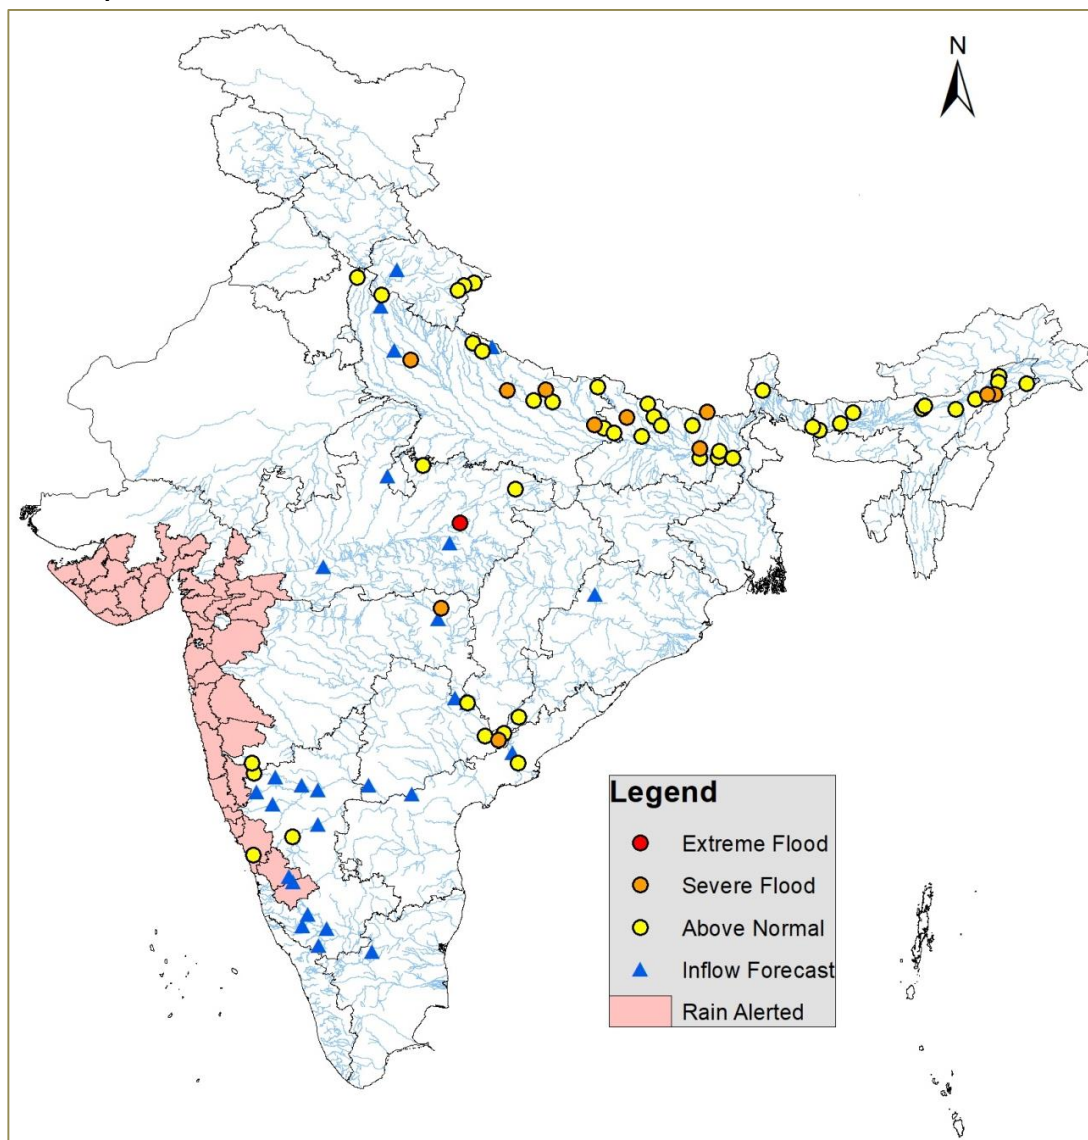 N
Legend
Extreme Flood
Severe Flood
Above Normal
Inflow Forecast
Rain Alerted